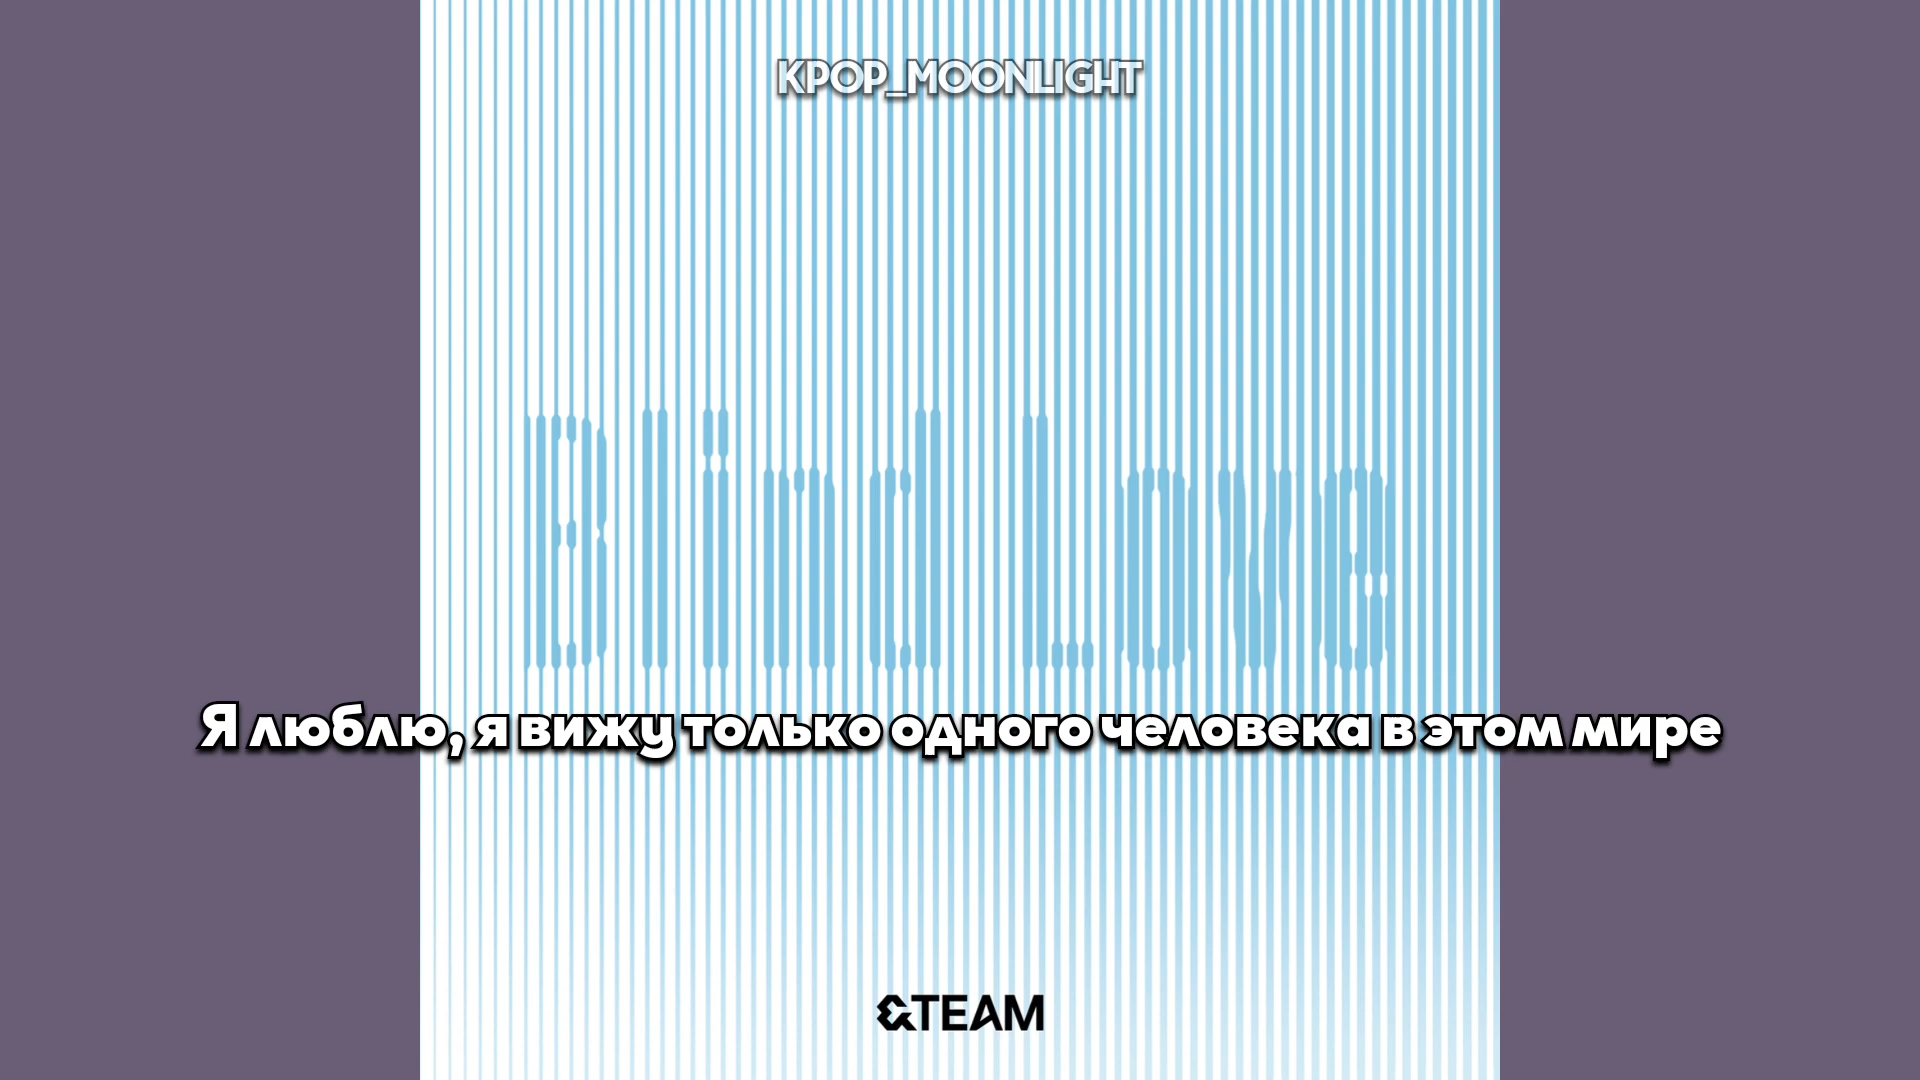 KPOP_MOONLIGHT
Blind Love
Я люблю, я вижу только одного человека в этом мире
&TEAM